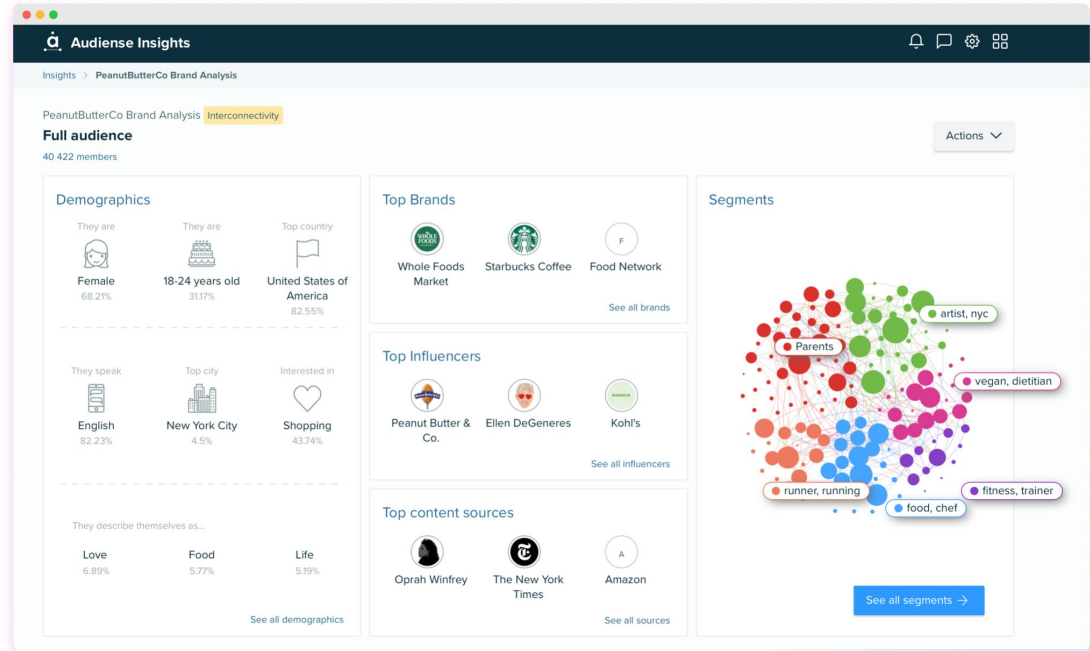 Audiense Insights
Insights > PeanutButterCo Brand Analysis
PeanutButterCo Brand Analysis Interconnectivity
Full audience
40 422 members
Actions
Demographics
They are
Female
68.21%
They are
18-24 years old
31.17%
Top country
United States of
America
82.55%
They speak
English
82.23%
Top city
New York City
4.5%
Interested in
Shopping
43.74%
They describe themselves as...
Love
6.89%
Food
5.77%
Life
5.19%
See all demographics
Top Brands
WHOLE
FOODS
Whole Foods
Market
Starbucks Coffee
F
Food Network
See all brands
Top Influencers
Peanut Butter &
Co.
Ellen DeGeneres
KOHL'S
Kohl's
See all influencers
Top content sources
Oprah Winfrey
The New York
Times
A
Amazon
See all sources
Segments
artist, nyc
Parents
vegan, dietitian
runner, running
fitness, trainer
food, chef
See all segments →